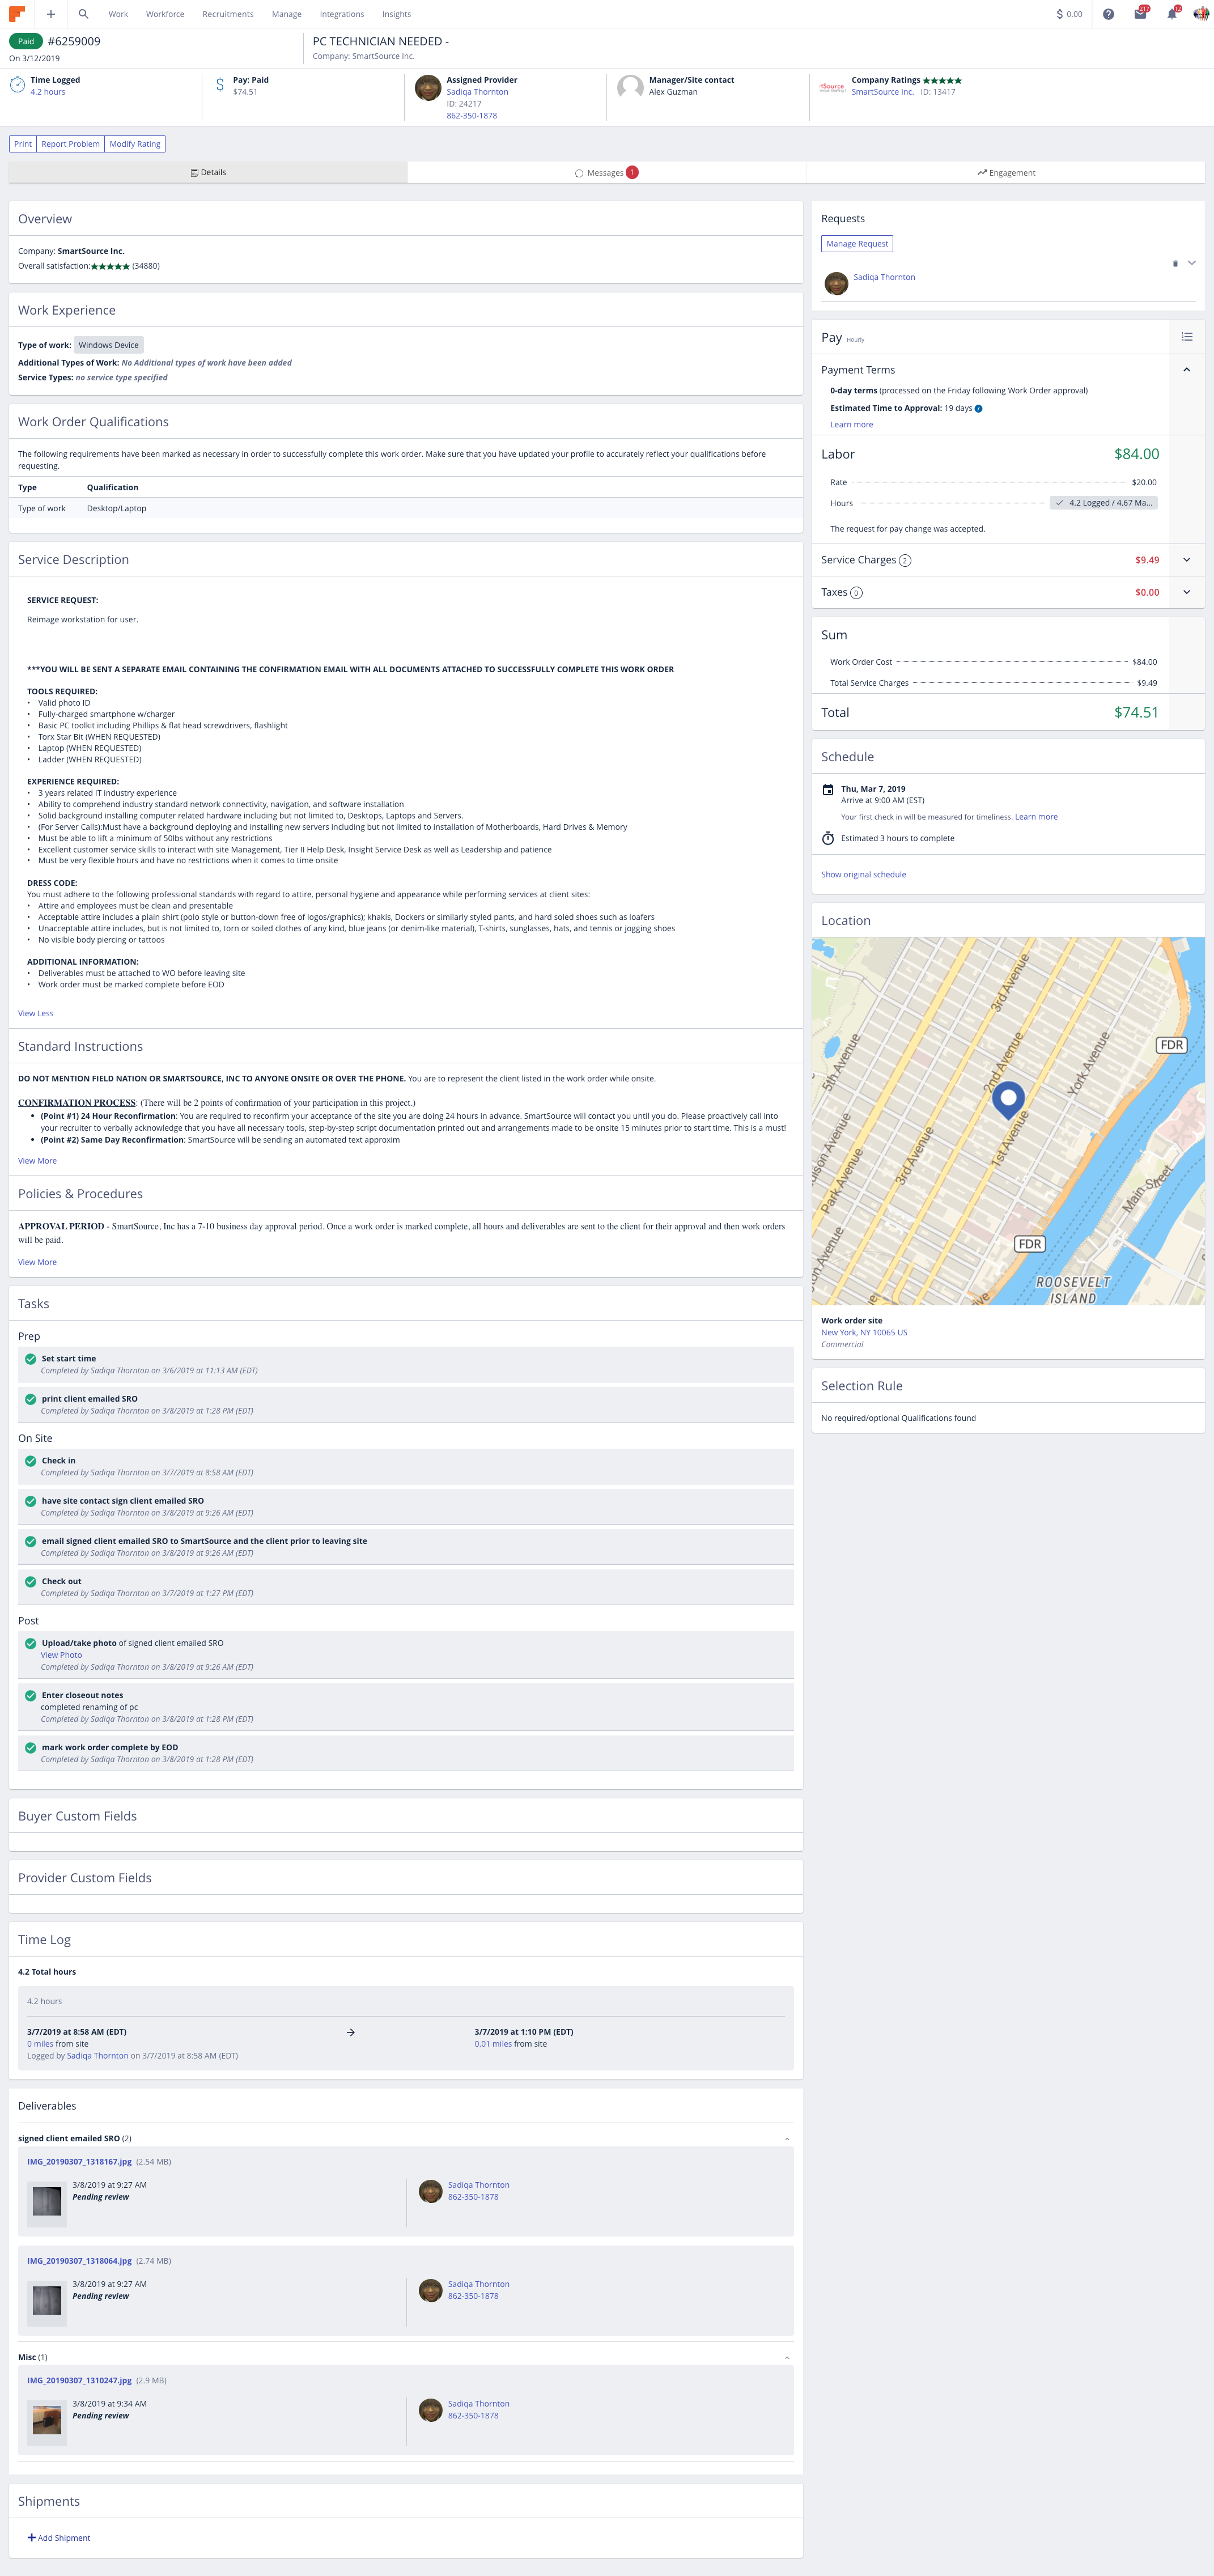 Work Workforce Recruitments Manage Integrations Insights
$ 0.00
217
12
Paid #6259009
On 3/12/2019
PC TECHNICIAN NEEDED -
Company: SmartSource Inc.
Time Logged
4.2 hours
Pay: Paid
$74.51
Assigned Provider
Sadiqa Thornton
ID: 24217
862-350-1878
Manager/Site contact
Alex Guzman
Company Ratings ★★★★★
SmartSource Inc. ID: 13417
Print Report Problem Modify Rating
Details
Messages 1
Engagement
Overview
Company: SmartSource Inc.
Overall satisfaction:★★★★★ (34880)
Work Experience
Type of work: Windows Device
Additional Types of Work: No Additional types of work have been added
Service Types: no service type specified
Work Order Qualifications
The following requirements have been marked as necessary in order to successfully complete this work order. Make sure that you have updated your profile to accurately reflect your qualifications before
requesting.
Type Qualification
Type of work Desktop/Laptop
Service Description
SERVICE REQUEST:
Reimage workstation for user.
***YOU WILL BE SENT A SEPARATE EMAIL CONTAINING THE CONFIRMATION EMAIL WITH ALL DOCUMENTS ATTACHED TO SUCCESSFULLY COMPLETE THIS WORK ORDER
TOOLS REQUIRED:
• Valid photo ID
• Fully-charged smartphone w/charger
• Basic PC toolkit including Phillips & flat head screwdrivers, flashlight
• Torx Star Bit (WHEN REQUESTED)
• Laptop (WHEN REQUESTED)
• Ladder (WHEN REQUESTED)
EXPERIENCE REQUIRED:
• 3 years related IT industry experience
• Ability to comprehend industry standard network connectivity, navigation, and software installation
• Solid background installing computer related hardware including but not limited to, Desktops, Laptops and Servers.
• (For Server Calls):Must have a background deploying and installing new servers including but not limited to installation of Motherboards, Hard Drives & Memory
• Must be able to lift a minimum of 50lbs without any restrictions
• Excellent customer service skills to interact with site Management, Tier II Help Desk, Insight Service Desk as well as Leadership and patience
• Must be very flexible hours and have no restrictions when it comes to time onsite
DRESS CODE:
You must adhere to the following professional standards with regard to attire, personal hygiene and appearance while performing services at client sites:
• Attire and employees must be clean and presentable
• Acceptable attire includes a plain shirt (polo style or button-down free of logos/graphics); khakis, Dockers or similarly styled pants, and hard soled shoes such as loafers
• Unacceptable attire includes, but is not limited to, torn or soiled clothes of any kind, blue jeans (or denim-like material), T-shirts, sunglasses, hats, and tennis or jogging shoes
• No visible body piercing or tattoos
ADDITIONAL INFORMATION:
• Deliverables must be attached to WO before leaving site
• Work order must be marked complete before EOD
View Less
Standard Instructions
DO NOT MENTION FIELD NATION OR SMARTSOURCE, INC TO ANYONE ONSITE OR OVER THE PHONE. You are to represent the client listed in the work order while onsite.
CONFIRMATION PROCESS: (There will be 2 points of confirmation of your participation in this project.)
• (Point #1) 24 Hour Reconfirmation: You are required to reconfirm your acceptance of the site you are doing 24 hours in advance. SmartSource will contact you until you do. Please proactively call into
your recruiter to verbally acknowledge that you have all necessary tools, step-by-step script documentation printed out and arrangements made to be onsite 15 minutes prior to start time. This is a must!
• (Point #2) Same Day Reconfirmation: SmartSource will be sending an automated text approxim
View More
Policies & Procedures
APPROVAL PERIOD - SmartSource, Inc has a 7-10 business day approval period. Once a work order is marked complete, all hours and deliverables are sent to the client for their approval and then work orders
will be paid.
View More
Tasks
Prep
Set start time
Completed by Sadiqa Thornton on 3/6/2019 at 11:13 AM (EDT)
print client emailed SRO
Completed by Sadiqa Thornton on 3/8/2019 at 1:28 PM (EDT)
On Site
Check in
Completed by Sadiqa Thornton on 3/7/2019 at 8:58 AM (EDT)
have site contact sign client emailed SRO
Completed by Sadiqa Thornton on 3/8/2019 at 9:26 AM (EDT)
email signed client emailed SRO to SmartSource and the client prior to leaving site
Completed by Sadiqa Thornton on 3/8/2019 at 9:26 AM (EDT)
Check out
Completed by Sadiqa Thornton on 3/7/2019 at 1:27 PM (EDT)
Post
Upload/take photo of signed client emailed SRO
View Photo
Completed by Sadiqa Thornton on 3/8/2019 at 9:26 AM (EDT)
Enter closeout notes
completed renaming of pc
Completed by Sadiqa Thornton on 3/8/2019 at 1:28 PM (EDT)
mark work order complete by EOD
Completed by Sadiqa Thornton on 3/8/2019 at 1:28 PM (EDT)
Buyer Custom Fields
Provider Custom Fields
Time Log
4.2 Total hours
4.2 hours
3/7/2019 at 8:58 AM (EDT)
0 miles from site
Logged by Sadiqa Thornton on 3/7/2019 at 8:58 AM (EDT)
3/7/2019 at 1:10 PM (EDT)
0.01 miles from site
Deliverables
signed client emailed SRO (2)
IMG_20190307_1318167.jpg (2.54 MB)
3/8/2019 at 9:27 AM
Pending review
Sadiqa Thornton
862-350-1878
IMG_20190307_1318064.jpg (2.74 MB)
3/8/2019 at 9:27 AM
Pending review
Sadiqa Thornton
862-350-1878
Misc (1)
IMG_20190307_1310247.jpg (2.9 MB)
3/8/2019 at 9:34 AM
Pending review
Sadiqa Thornton
862-350-1878
Shipments
Add Shipment
Requests
Manage Request
Sadiqa Thornton
Pay Hourly
Payment Terms
0-day terms (processed on the Friday following Work Order approval)
Estimated Time to Approval: 19 days
Learn more
Labor $84.00
Rate $20.00
Hours 4.2 Logged / 4.67 Ma...
The request for pay change was accepted.
Service Charges 2 $9.49
Taxes 0 $0.00
Sum
Work Order Cost $84.00
Total Service Charges $9.49
Total $74.51
Schedule
Thu, Mar 7, 2019
Arrive at 9:00 AM (EST)
Your first check in will be measured for timeliness. Learn more
Estimated 3 hours to complete
Show original schedule
Location
3rd Avenue
FDR
5th Avenue
2nd Avenue
York Avenue
1st Avenue
3rd Avenue
Park Avenue
Main Street
FDR
ROOSEVELT
ISLAND
Work order site
New York, NY 10065 US
Commercial
Selection Rule
No required/optional Qualifications found